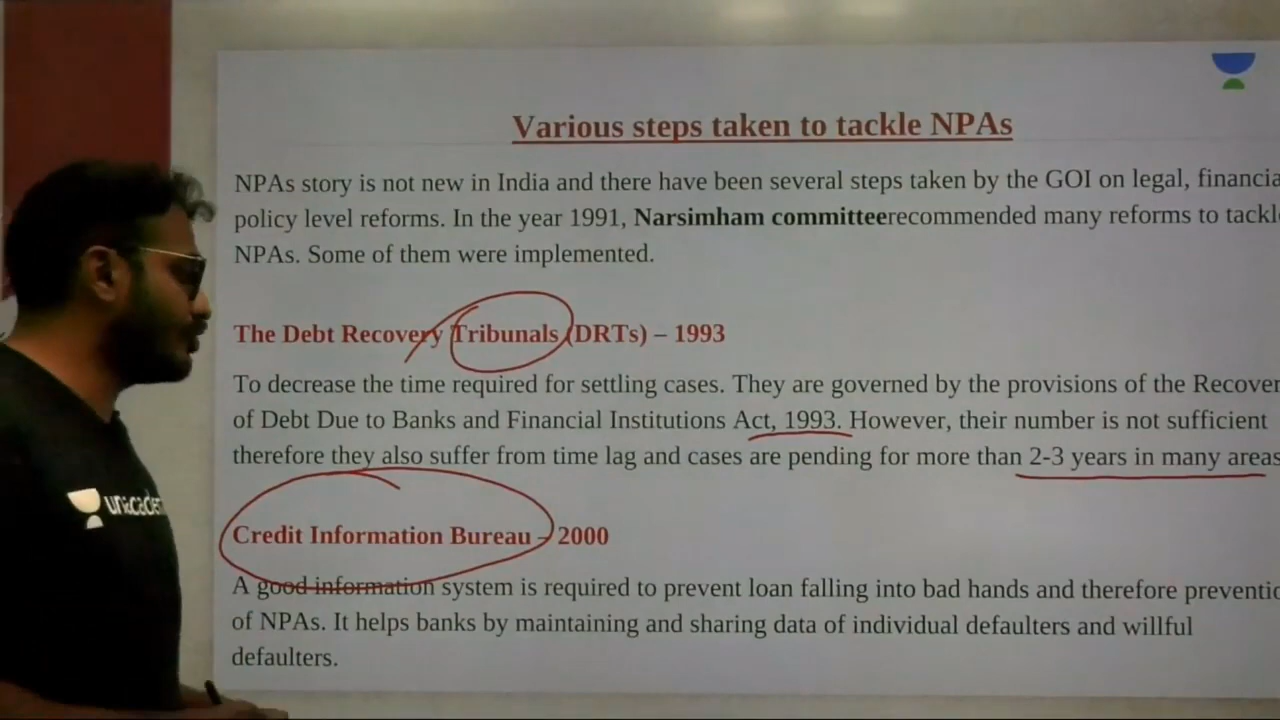 Various steps taken to tackle NPAs
NPAs story is not new in India and there have been several steps taken by the GOI on legal, financia
policy level reforms. In the year 1991, Narsimham committeerecommended many reforms to tackl
NPAs. Some of them were implemented.
The Debt Recovery Tribunals (DRTs) – 1993
To decrease the time required for settling cases. They are governed by the provisions of the Recover
of Debt Due to Banks and Financial Institutions Act, 1993. However, their number is not sufficient
therefore they also suffer from time lag and cases are pending for more than 2-3 years in many areas
unacadem
Credit Information Bureau – 2000
A good information system is required to prevent loan falling into bad hands and therefore preventio
of NPAs. It helps banks by maintaining and sharing data of individual defaulters and willful
defaulters.